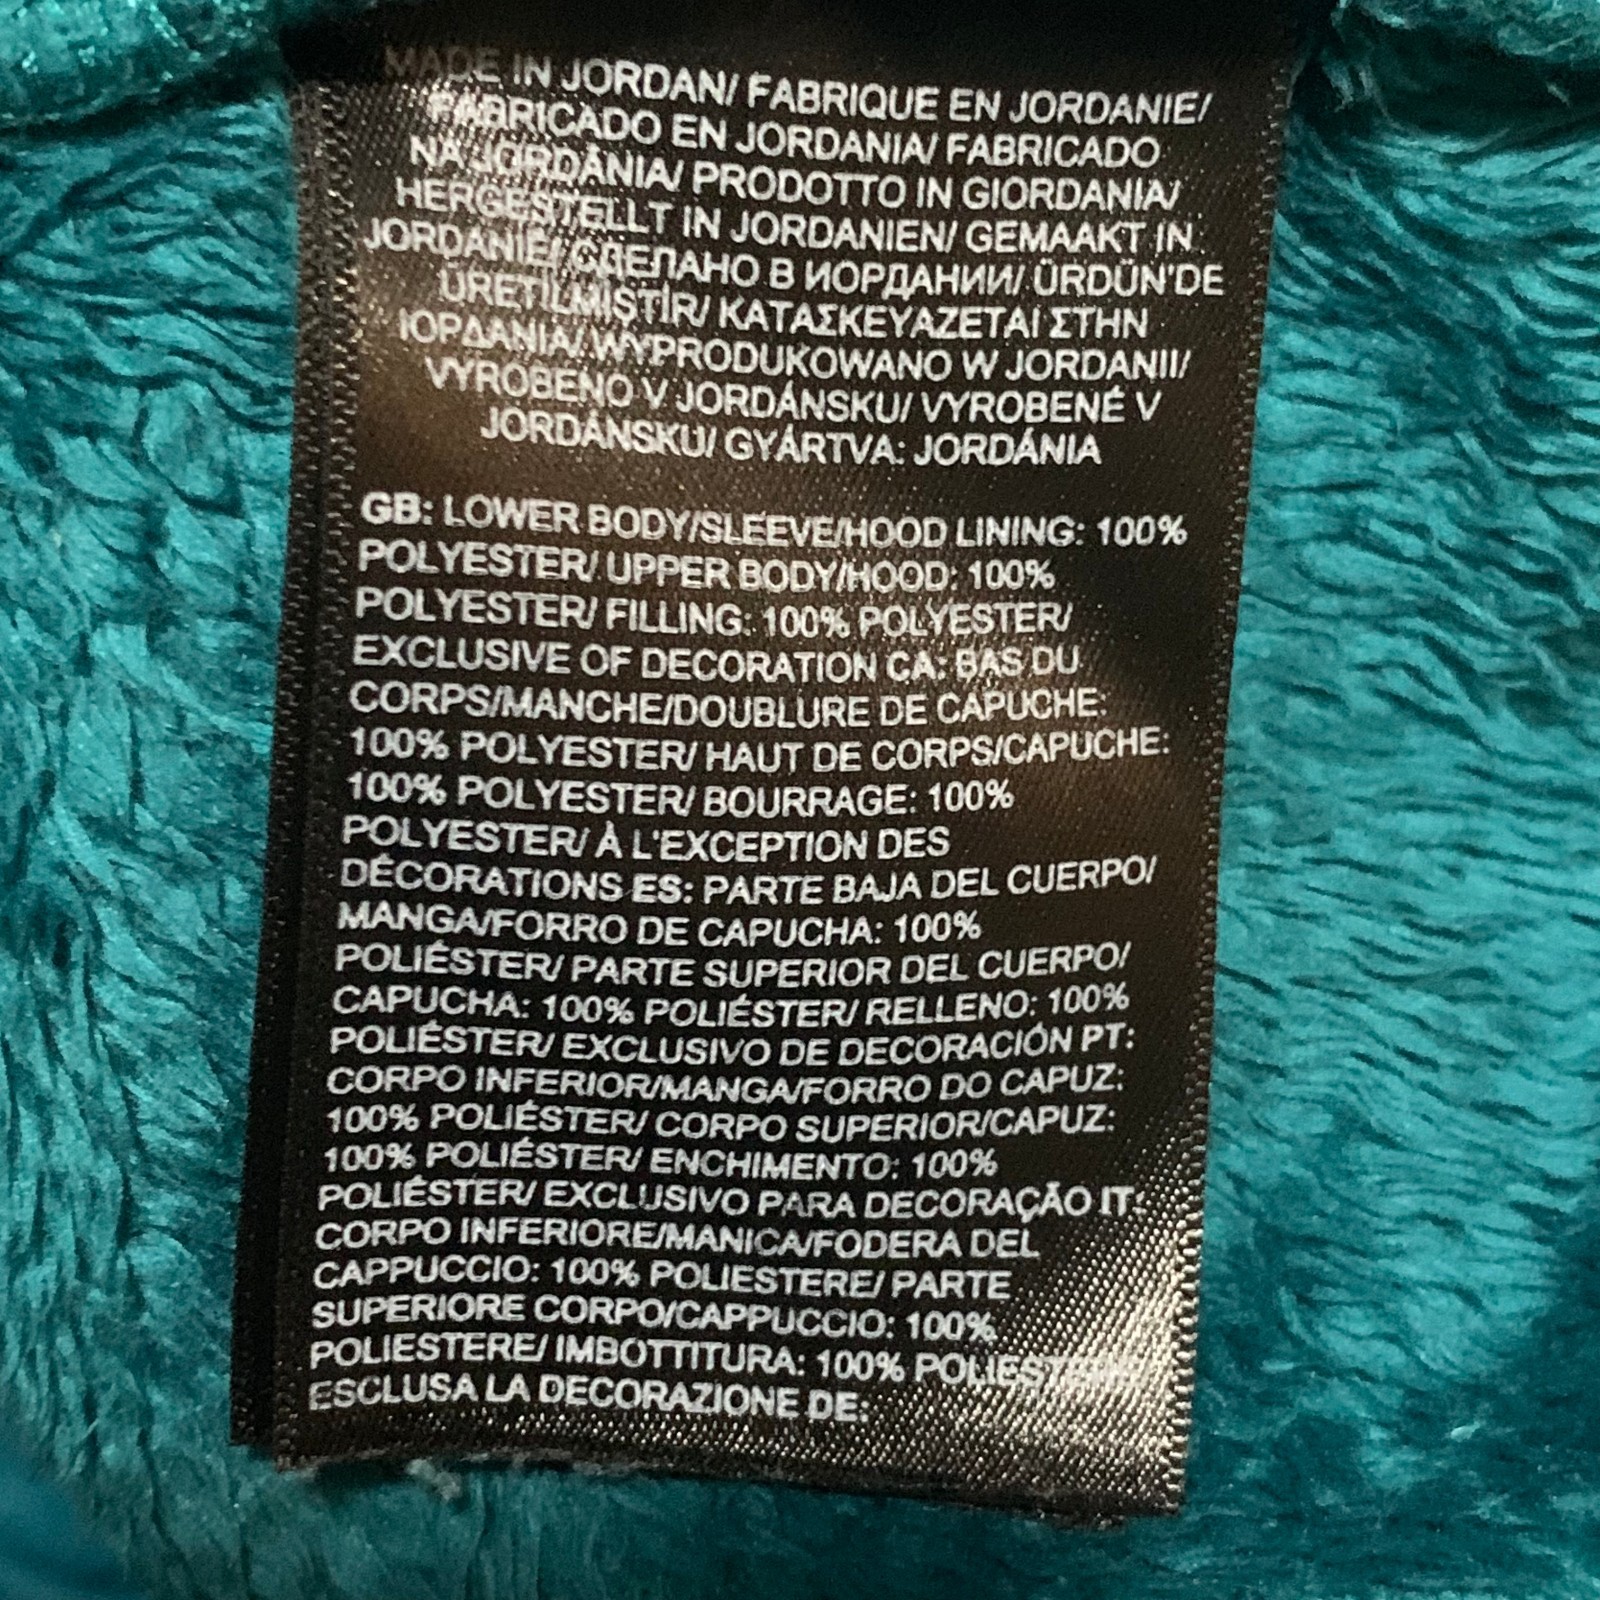 MADE IN JORDAN/ FABRIQUE EN JORDANIE/
FABRICADO EN JORDANIA/ FABRICADO
NA JORDÂNIA/ PRODOTTO IN GIORDANIA/
HERGESTELLT IN JORDANIEN/ GEMAAKT IN
JORDANIË/ СДЕЛАНО В ИОРДАНИИ/ ÜRDÜN'DE
ÜRETİLMİŞTİR/ ΚΑΤΑΣΚΕΥΑΖΕΤΑΙ ΣΤΗΝ
ΙΟΡΔΑΝΙΑ/ WYPRODUKOWANO W JORDANII/
VYROBENO V JORDÁNSKU/ VYROBENÉ V
JORDÁNSKU/ GYÁRTVA: JORDÁNIA
GB: LOWER BODY/SLEEVE/HOOD LINING: 100%
POLYESTER/ UPPER BODY/HOOD: 100%
POLYESTER/ FILLING: 100% POLYESTER/
EXCLUSIVE OF DECORATION CA: BAS DU
CORPS/MANCHE/DOUBLURE DE CAPUCHE:
100% POLYESTER/ HAUT DE CORPS/CAPUCHE:
100% POLYESTER/ BOURRAGE: 100%
POLYESTER/ À L'EXCEPTION DES
DÉCORATIONS ES: PARTE BAJA DEL CUERPO/
MANGA/FORRO DE CAPUCHA: 100%
POLIÉSTER/ PARTE SUPERIOR DEL CUERPO/
CAPUCHA: 100% POLIÉSTER/ RELLENO: 100%
POLIÉSTER/ EXCLUSIVO DE DECORACIÓN PT:
CORPO INFERIOR/MANGA/FORRO DO CAPUZ:
100% POLIÉSTER/ CORPO SUPERIOR/CAPUZ:
100% POLIÉSTER/ ENCHIMENTO: 100%
POLIÉSTER/ EXCLUSIVO PARA DECORAÇÃO IT:
CORPO INFERIORE/MANICA/FODERA DEL
CAPPUCCIO: 100% POLIESTERE/ PARTE
SUPERIORE CORPO/CAPPUCCIO: 100%
POLIESTERE/ IMBOTTITURA: 100% POLIESTERE/
ESCLUSA LA DECORAZIONE DE: